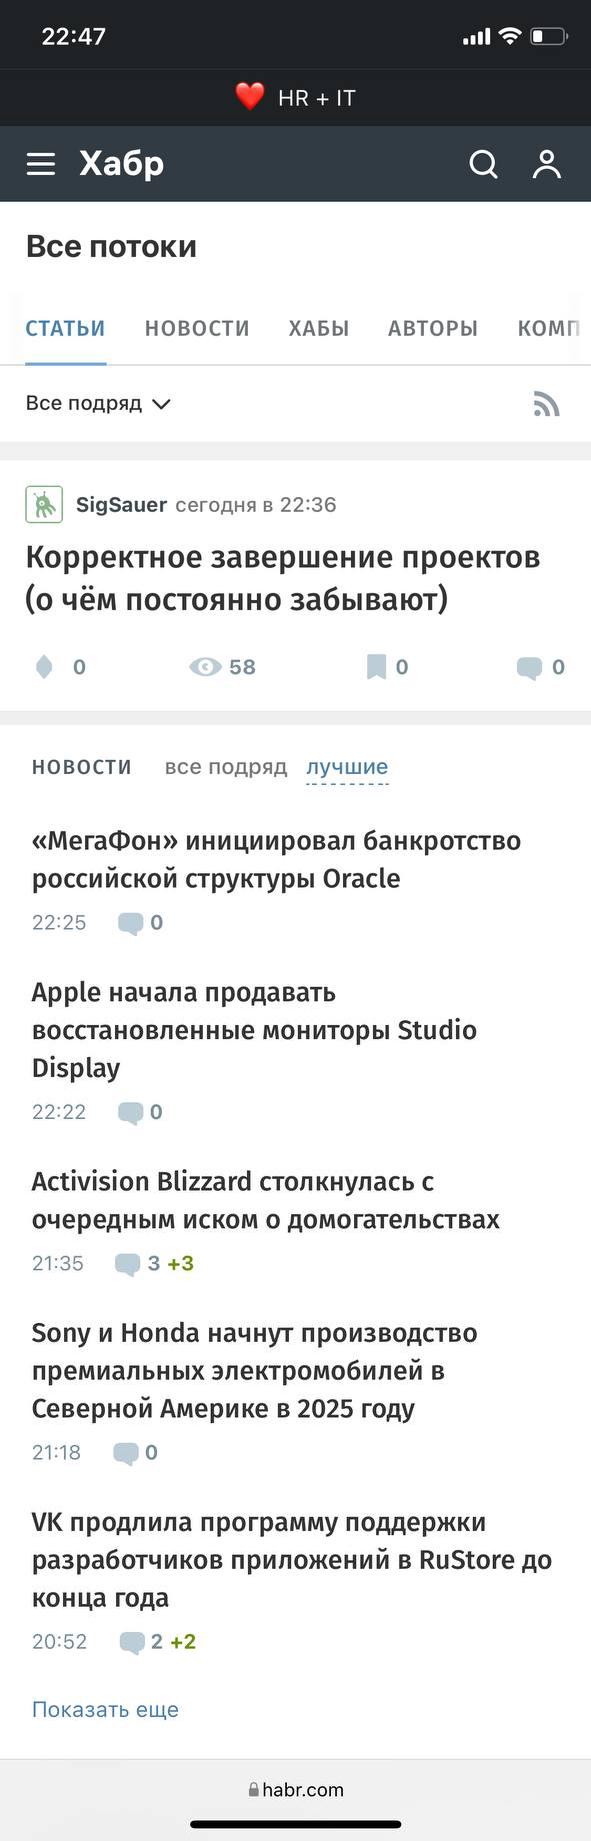 22:47
❤️ HR + IT
Хабр
Все потоки
СТАТЬИ НОВОСТИ ХАБЫ АВТОРЫ КОМП
Все подряд
SigSauer сегодня в 22:36
Корректное завершение проектов
(о чём постоянно забывают)
0 58 0 0
НОВОСТИ все подряд лучшие
«МегаФон» инициировал банкротство
российской структуры Oracle
22:25 0
Apple начала продавать
восстановленные мониторы Studio
Display
22:22 0
Activision Blizzard столкнулась с
очередным иском о домогательствах
21:35 3 +3
Sony и Honda начнут производство
премиальных электромобилей в
Северной Америке в 2025 году
21:18 0
VK продлила программу поддержки
разработчиков приложений в RuStore до
конца года
20:52 2 +2
Показать еще
habr.com